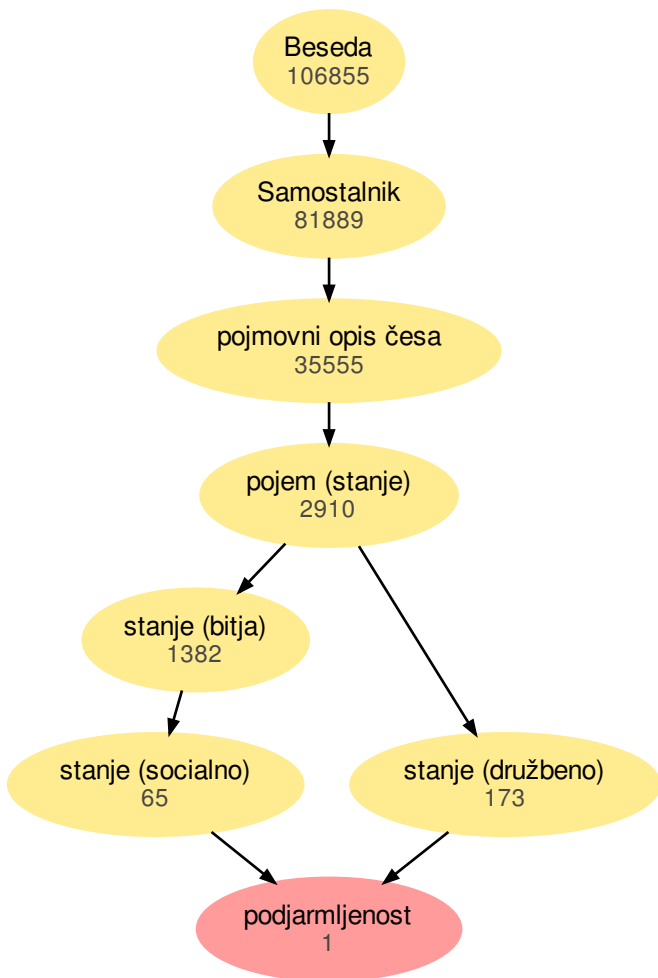 Beseda
106855
Samostalnik
81889
pojmovni opis česa
35555
pojem (stanje)
2910
stanje (bitja)
1382
stanje (socialno)
65
stanje (družbeno)
173
podjarmljenost
1